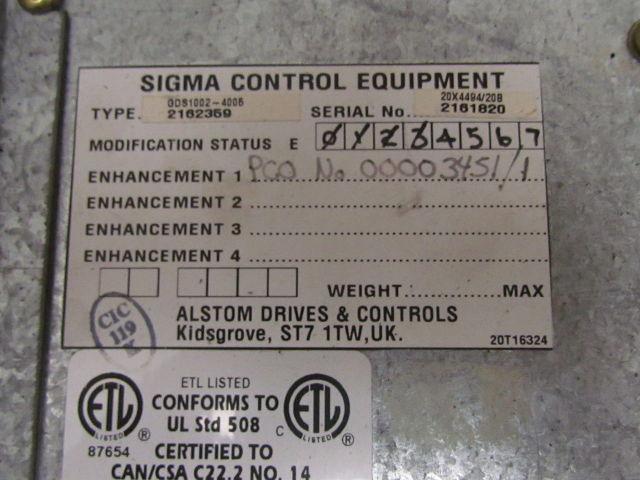 SIGMA CONTROL EQUIPMENT
TYPE. GDS1002-4005 SERIAL No. 20X4494/20B
2162359 2161820
MODIFICATION STATUS E 0 1 2 3 4 5 6 7
ENHANCEMENT 1 PCO No 00003451/1
ENHANCEMENT 2
ENHANCEMENT 3
ENHANCEMENT 4
WEIGHT MAX
ALSTOM DRIVES & CONTROLS
Kidsgrove, ST7 1TW, UK.
20T16324
CIC
119
K
ETL LISTED
CONFORMS TO
UL Std 508
ETL ® C ETL ®
87654
CERTIFIED TO
CAN/CSA C22.2 NO. 14